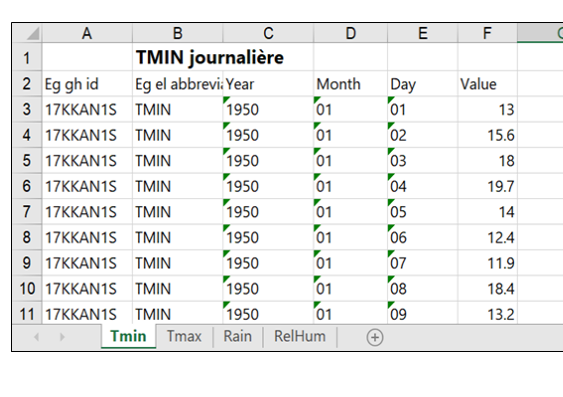 A B C D E F
1 TMIN journalière
2 Eg gh id Eg el abbrevi Year Month Day Value
3 17KKAN1S TMIN 1950 01 01 13
4 17KKAN1S TMIN 1950 01 02 15.6
5 17KKAN1S TMIN 1950 01 03 18
6 17KKAN1S TMIN 1950 01 04 19.7
7 17KKAN1S TMIN 1950 01 05 14
8 17KKAN1S TMIN 1950 01 06 12.4
9 17KKAN1S TMIN 1950 01 07 11.9
10 17KKAN1S TMIN 1950 01 08 18.4
11 17KKAN1S TMIN 1950 01 09 13.2
Tmin Tmax Rain RelHum